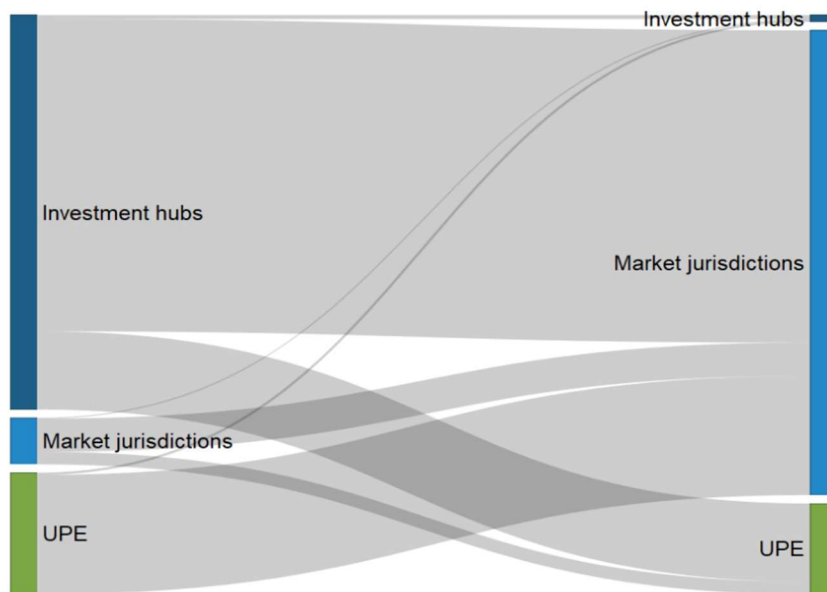 Investment hubs
Investment hubs
Market jurisdictions
Market jurisdictions
UPE
UPE